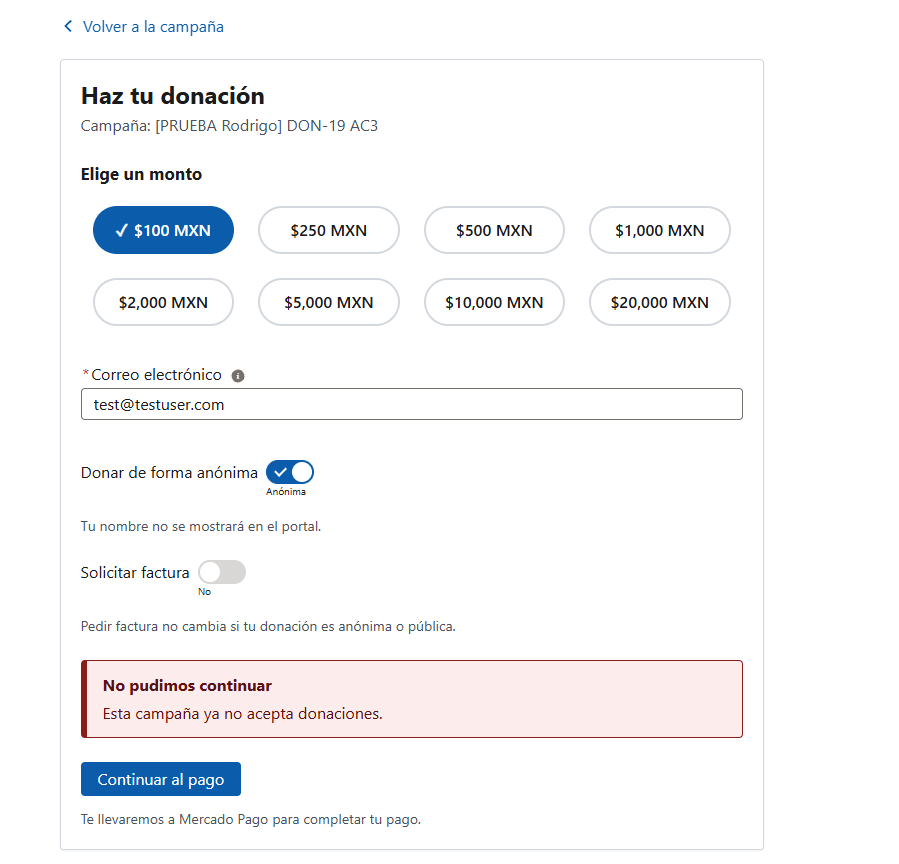 Volver a la campaña
Haz tu donación
Campaña: [PRUEBA Rodrigo] DON-19 AC3
Elige un monto
✓ $100 MXN
$250 MXN
$500 MXN
$1,000 MXN
$2,000 MXN
$5,000 MXN
$10,000 MXN
$20,000 MXN
*Correo electrónico
test@testuser.com
Donar de forma anónima
Anónima
Tu nombre no se mostrará en el portal.
Solicitar factura
No
Pedir factura no cambia si tu donación es anónima o pública.
No pudimos continuar
Esta campaña ya no acepta donaciones.
Continuar al pago
Te llevaremos a Mercado Pago para completar tu pago.